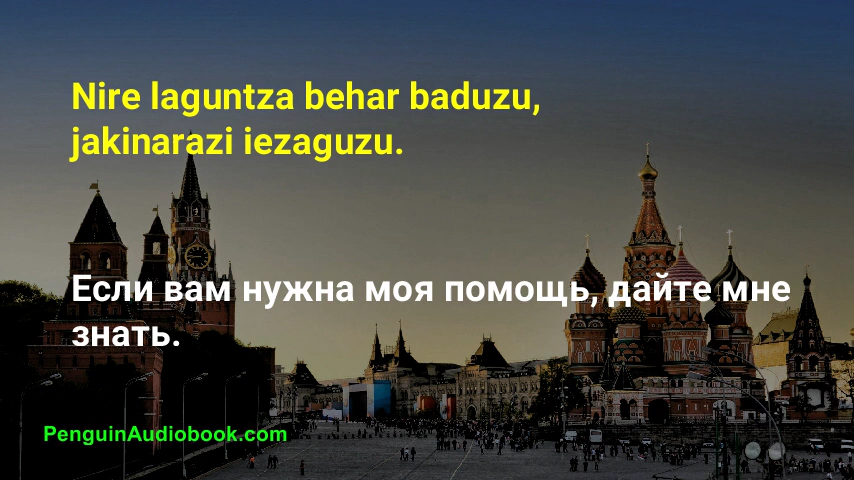 Nire laguntza behar baduzu,
jakinarazi iezaguzu.
Если вам нужна моя помощь, дайте мне
знать.
PenguinAudiobook.com